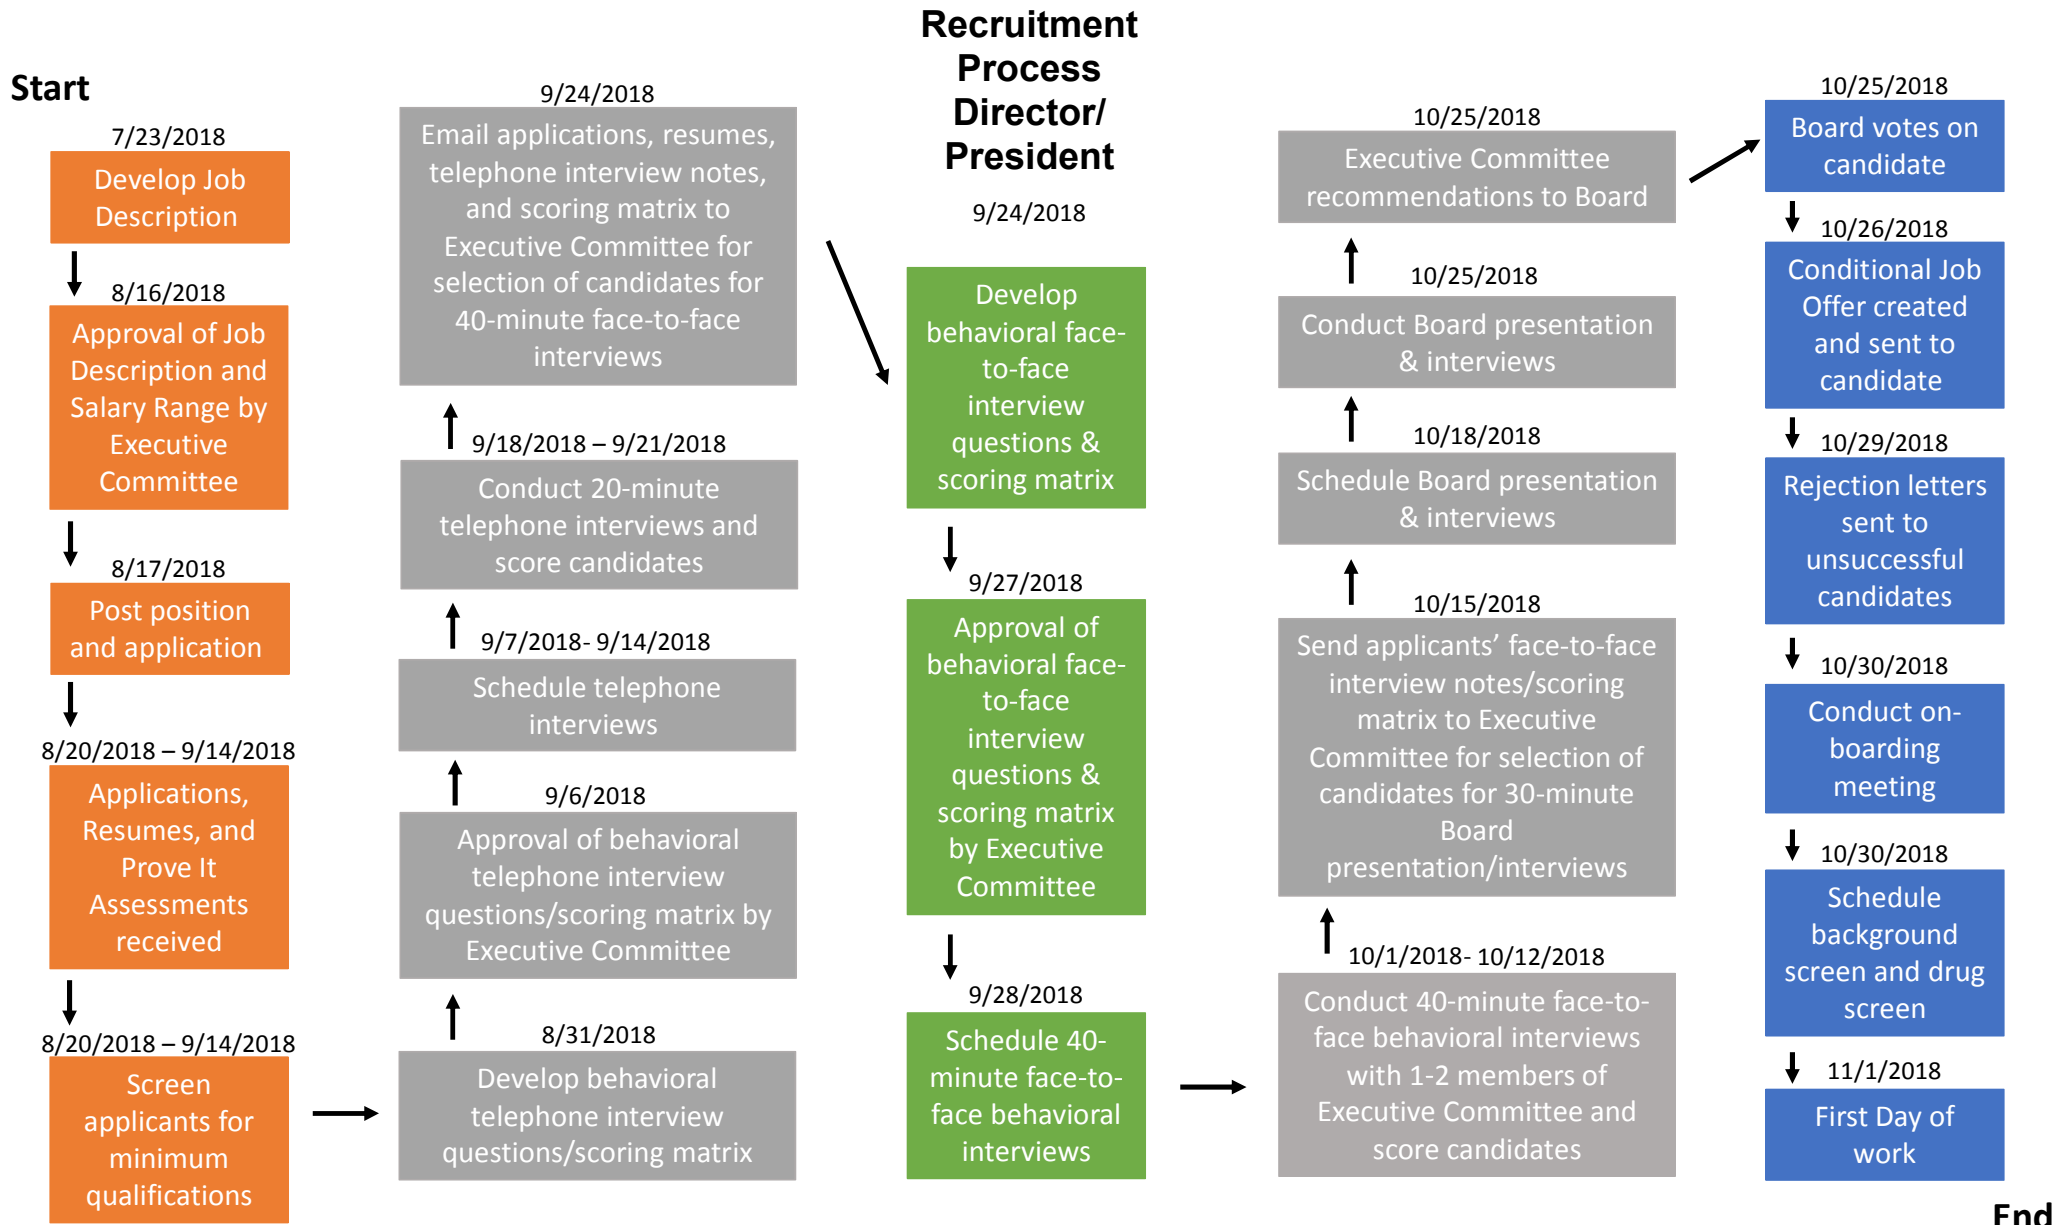 Recruitment
Process
Director/
President
Start
7/23/2018
Develop Job
Description
8/16/2018
Approval of Job
Description and
Salary Range by
Executive
Committee
8/17/2018
Post position
and application
8/20/2018 – 9/14/2018
Applications,
Resumes, and
Prove It
Assessments
received
8/20/2018 – 9/14/2018
Screen
applicants for
minimum
qualifications
8/31/2018
Develop behavioral
telephone interview
questions/scoring matrix
9/6/2018
Approval of behavioral
telephone interview
questions/scoring matrix by
Executive Committee
9/7/2018- 9/14/2018
Schedule telephone
interviews
9/18/2018 – 9/21/2018
Conduct 20-minute
telephone interviews and
score candidates
9/24/2018
Email applications, resumes,
telephone interview notes,
and scoring matrix to
Executive Committee for
selection of candidates for
40-minute face-to-face
interviews
9/24/2018
Develop
behavioral face-
to-face
interview
questions &
scoring matrix
9/27/2018
Approval of
behavioral face-
to-face
interview
questions &
scoring matrix
by Executive
Committee
9/28/2018
Schedule 40-
minute face-to-
face behavioral
interviews
10/1/2018- 10/12/2018
Conduct 40-minute face-to-
face behavioral interviews
with 1-2 members of
Executive Committee and
score candidates
10/15/2018
Send applicants’ face-to-face
interview notes/scoring
matrix to Executive
Committee for selection of
candidates for 30-minute
Board
presentation/interviews
10/18/2018
Schedule Board presentation
& interviews
10/25/2018
Conduct Board presentation
& interviews
10/25/2018
Executive Committee
recommendations to Board
10/25/2018
Board votes on
candidate
10/26/2018
Conditional Job
Offer created
and sent to
candidate
10/29/2018
Rejection letters
sent to
unsuccessful
candidates
10/30/2018
Conduct on-
boarding
meeting
10/30/2018
Schedule
background
screen and drug
screen
11/1/2018
First Day of
work
End